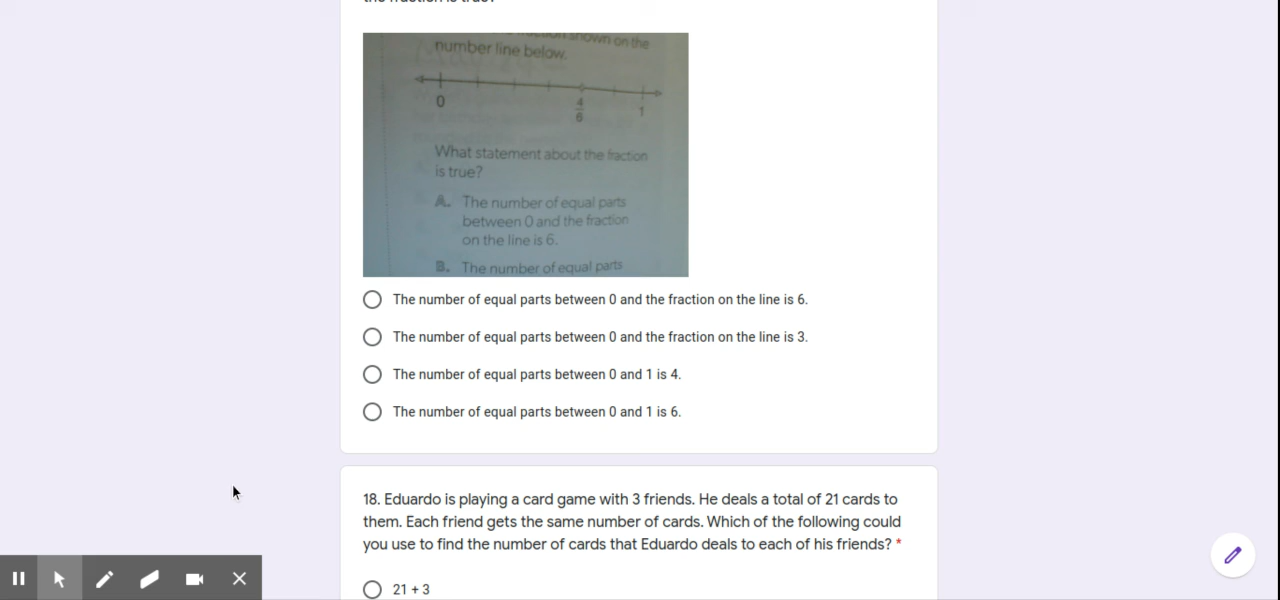 the fraction is true?
shown on the
number line below.
0
4
6
1
What statement about the fraction
is true?
A. The number of equal parts
between 0 and the fraction
on the line is 6.
B. The number of equal parts
The number of equal parts between 0 and the fraction on the line is 6.
The number of equal parts between 0 and the fraction on the line is 3.
The number of equal parts between 0 and 1 is 4.
The number of equal parts between 0 and 1 is 6.
18. Eduardo is playing a card game with 3 friends. He deals a total of 21 cards to
them. Each friend gets the same number of cards. Which of the following could
you use to find the number of cards that Eduardo deals to each of his friends? *
21 + 3